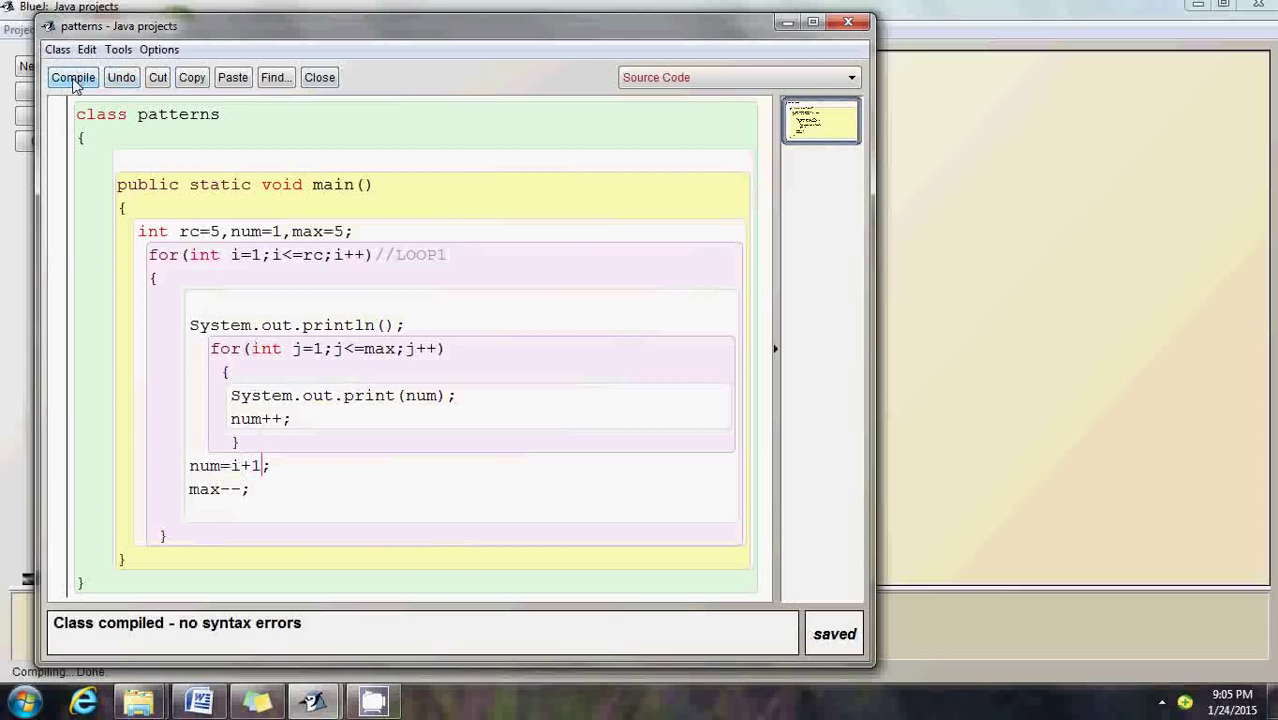 BlueJ: Java projects
patterns - Java projects
Class Edit Tools Options
Compile Undo Cut Copy Paste Find... Close Source Code
class patterns
{
public static void main()
{
int rc=5,num=1,max=5;
for(int i=1;i<=rc;i++)//LOOP1
{
System.out.println();
for(int j=1;j<=max;j++)
{
System.out.print(num);
num++;
}
num=i+1;
max--;
}
}
}
Class compiled - no syntax errors
saved
Compiling...Done.
9:05 PM
1/24/2015